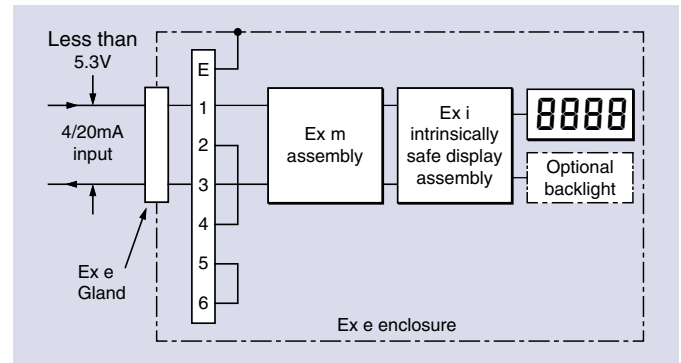 Less than
5.3V
4/20mA
input
Ex e
Gland
E
1
2
3
4
5
6
Ex m
assembly
Ex i
intrinsically
safe display
assembly
8888
Optional
backlight
Ex e enclosure